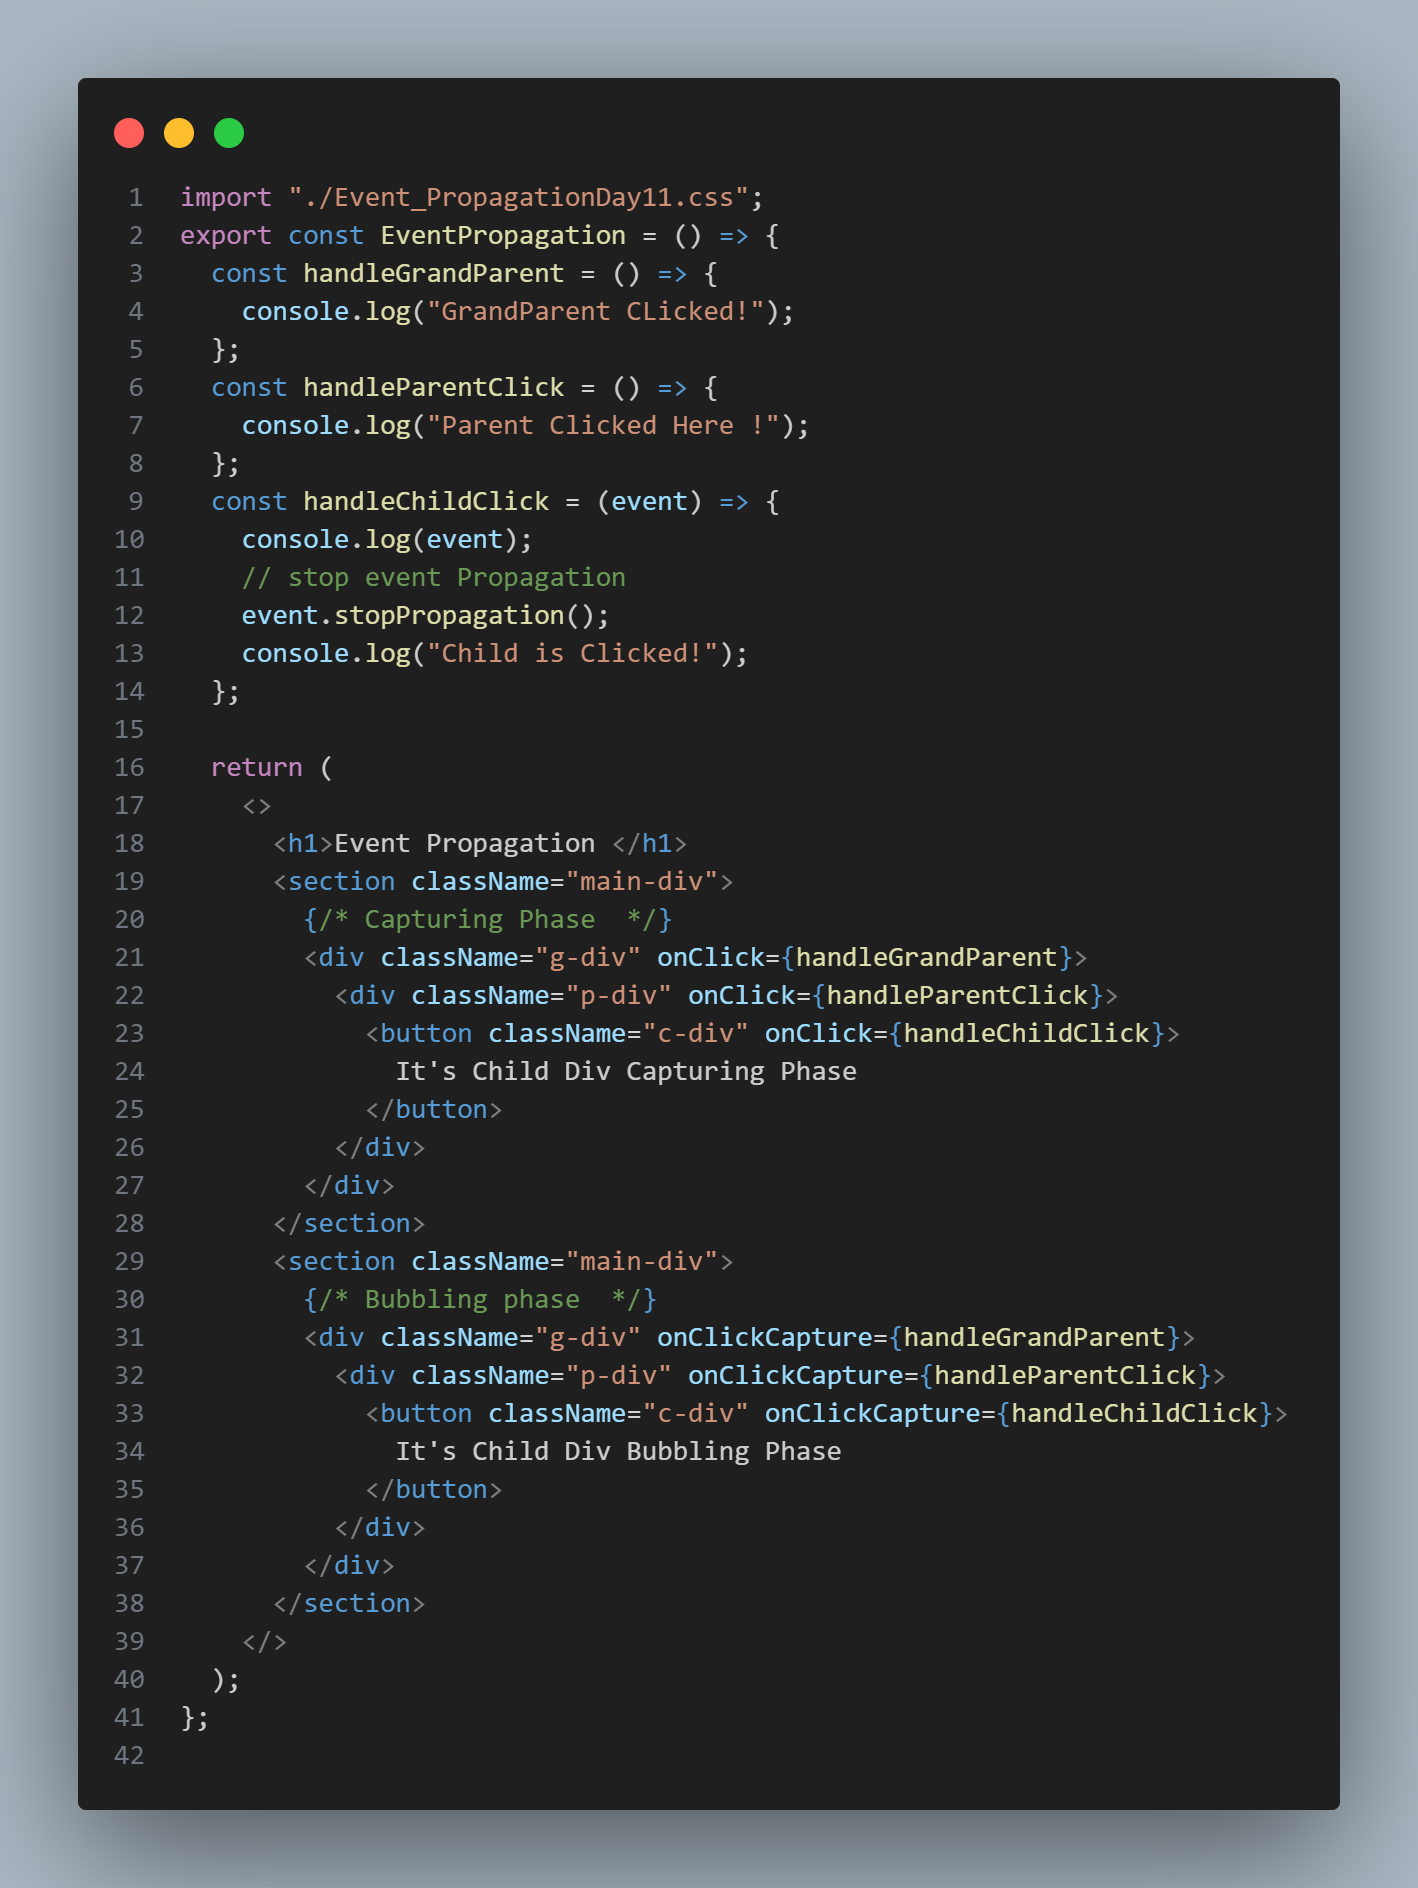 1 import "./Event_PropagationDay11.css";
2 export const EventPropagation = () => {
3   const handleGrandParent = () => {
4     console.log("GrandParent CLicked!");
5   };
6   const handleParentClick = () => {
7     console.log("Parent Clicked Here !");
8   };
9   const handleChildClick = (event) => {
10     console.log(event);
11     // stop event Propagation
12     event.stopPropagation();
13     console.log("Child is Clicked!");
14   };
15
16   return (
17     <>
18       <h1>Event Propagation </h1>
19       <section className="main-div">
20         {/* Capturing Phase  */}
21         <div className="g-div" onClick={handleGrandParent}>
22           <div className="p-div" onClick={handleParentClick}>
23             <button className="c-div" onClick={handleChildClick}>
24               It's Child Div Capturing Phase
25             </button>
26           </div>
27         </div>
28       </section>
29       <section className="main-div">
30         {/* Bubbling phase  */}
31         <div className="g-div" onClickCapture={handleGrandParent}>
32           <div className="p-div" onClickCapture={handleParentClick}>
33             <button className="c-div" onClickCapture={handleChildClick}>
34               It's Child Div Bubbling Phase
35             </button>
36           </div>
37         </div>
38       </section>
39     </>
40   );
41 };
42